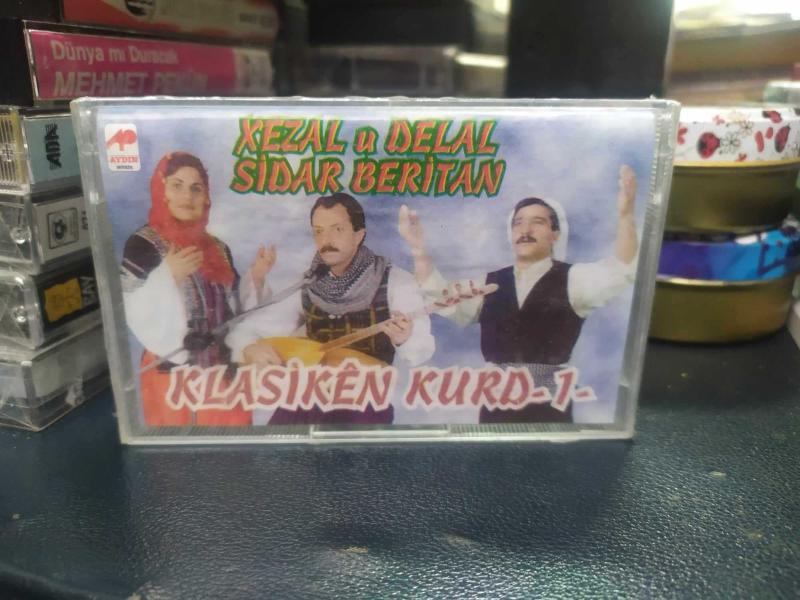 Dünya mı Duracak
MEHMET
AYDIN
XEZAL u DELAL
SİDAR BERİTAN
KLASİKÊN KURD-1-